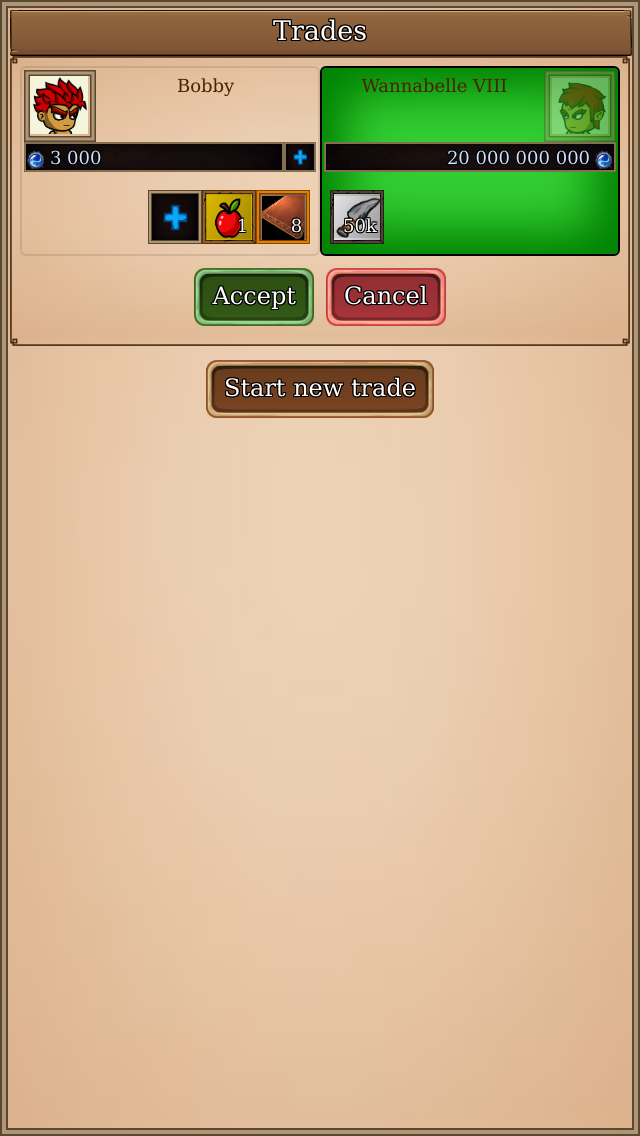 Trades
Bobby
Wannabelle VIII
3 000
20 000 000 000
1
8
50k
Accept
Cancel
Start new trade